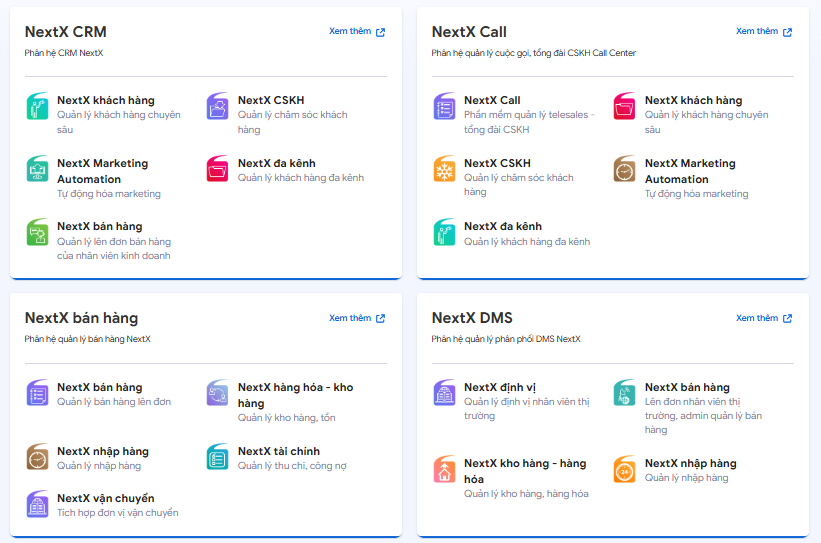 NextX CRM
Xem thêm
Phân hệ CRM NextX
NextX khách hàng
Quản lý khách hàng chuyên
sâu
NextX CSKH
Quản lý chăm sóc khách
hàng
NextX Marketing
Automation
Tự động hóa marketing
NextX đa kênh
Quản lý khách hàng đa kênh
NextX bán hàng
Quản lý lên đơn bán hàng
của nhân viên kinh doanh
NextX Call
Xem thêm
Phân hệ quản lý cuộc gọi, tổng đài CSKH Call Center
NextX Call
Phần mềm quản lý telesales -
tổng đài CSKH
NextX khách hàng
Quản lý khách hàng chuyên
sâu
NextX CSKH
Quản lý chăm sóc khách
hàng
NextX Marketing
Automation
Tự động hóa marketing
NextX đa kênh
Quản lý khách hàng đa kênh
NextX bán hàng
Xem thêm
Phân hệ quản lý bán hàng NextX
NextX bán hàng
Quản lý bán hàng lên đơn
NextX hàng hóa - kho
hàng
Quản lý kho hàng, tồn
NextX nhập hàng
Quản lý nhập hàng
NextX tài chính
Quản lý thu chi, công nợ
NextX vận chuyển
Tích hợp đơn vị vận chuyển
NextX DMS
Xem thêm
Phân hệ quản lý phân phối DMS NextX
NextX định vị
Quản lý định vị nhân viên thị
trường
NextX bán hàng
Lên đơn nhân viên thị
trường, admin quản lý bán
hàng
NextX kho hàng - hàng
hóa
Quản lý kho hàng, hàng hóa
24
NextX nhập hàng
Quản lý nhập hàng